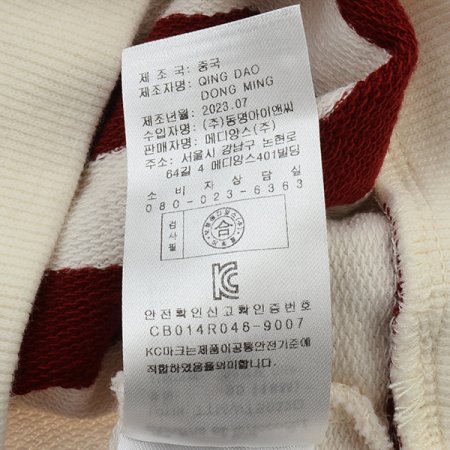 제 조 국: 중국
제조자명: QING DAO
DONG MING
제조년월: 2023.07
수입자명: (주)동명아이앤씨
판매자명: 메디앙스(주)
주소: 서울시 강남구 논현로
64길 4 메디앙스401빌딩
소 비 자 상 담 실
080-023-6363
검사필
合
KC
안전확인신고확인증번호
CB014R046-9007
KC마크는제품이공통안전기준에
적합하였음을의미합니다